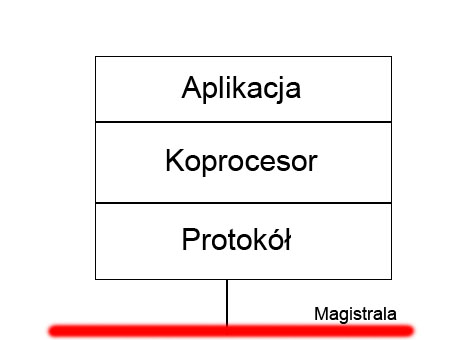 Aplikacja
Koprocesor
Protokół
Magistrala